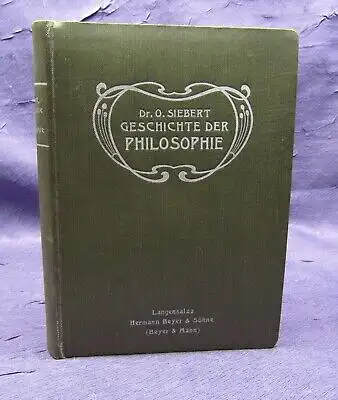 Dr. O. SIEBERT
GESCHICHTE DER
PHILOSOPHIE
Langensalza
Hermann Beyer & Söhne
(Beyer & Mann)